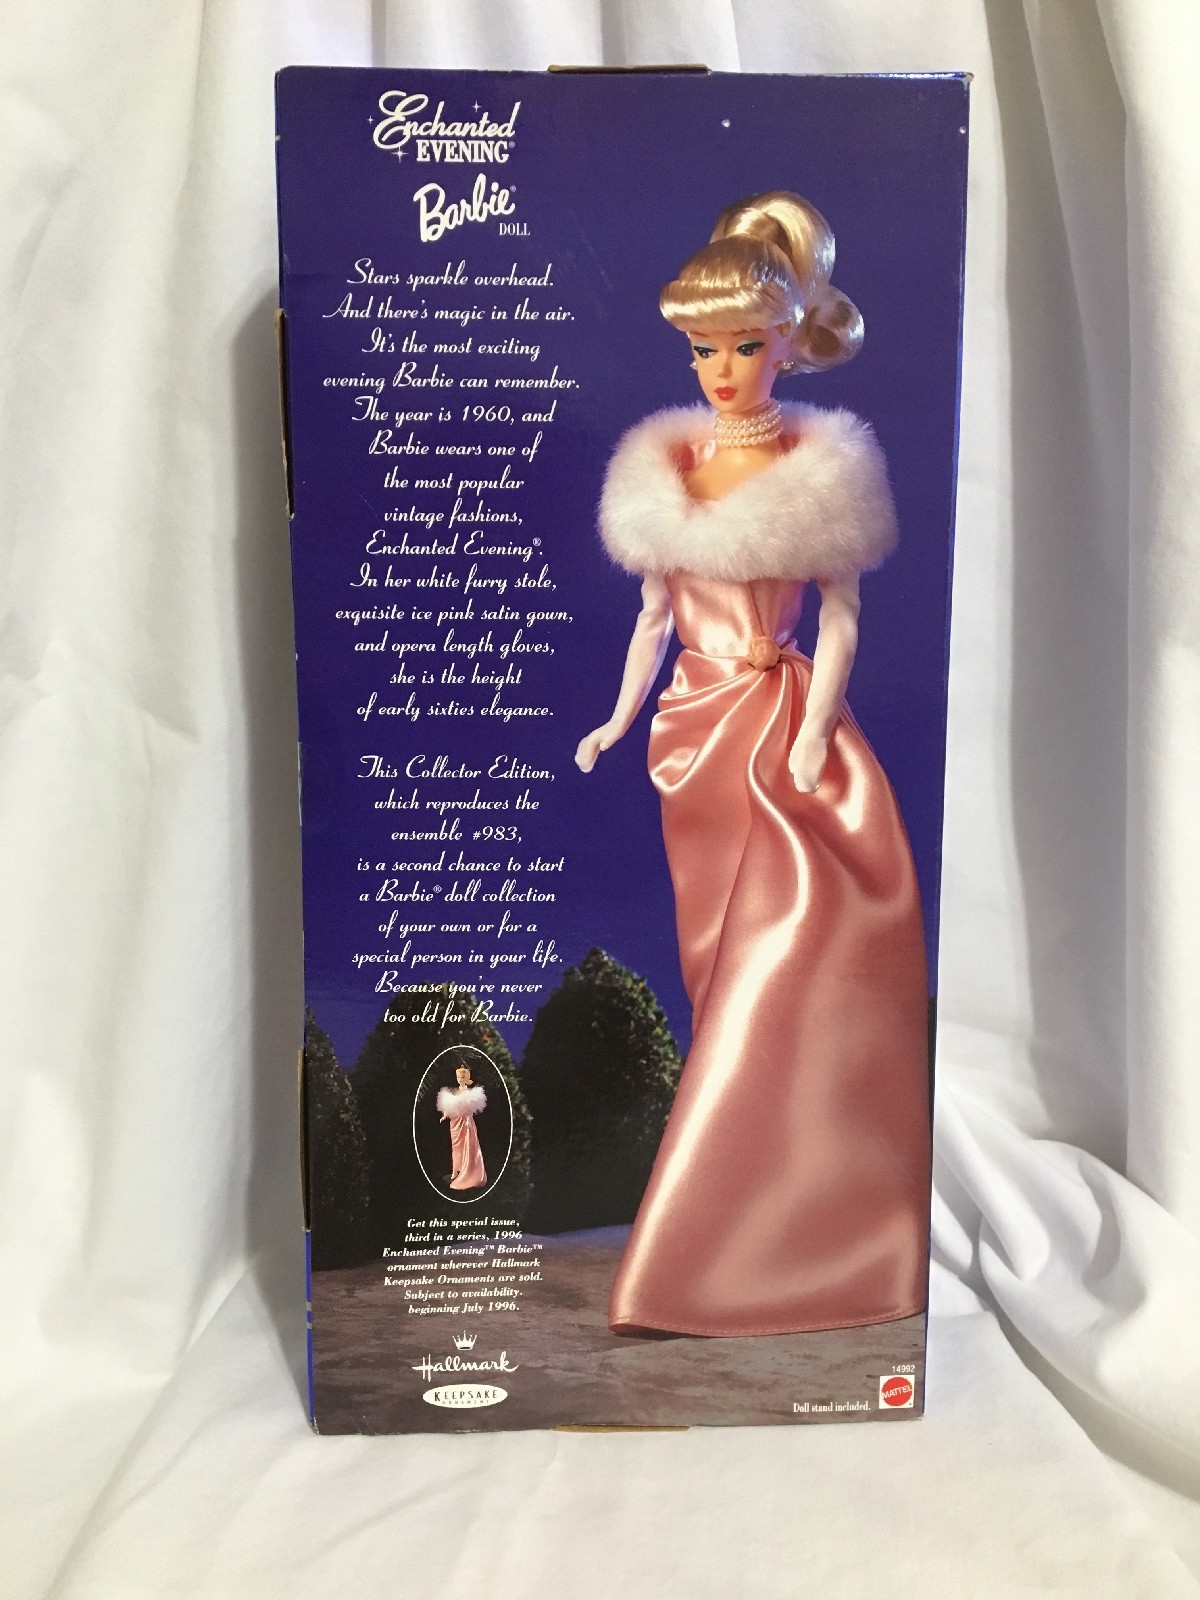 Enchanted
EVENING®
Barbie®
DOLL
Stars sparkle overhead.
And there's magic in the air.
It's the most exciting
evening Barbie can remember.
The year is 1960, and
Barbie wears one of
the most popular
vintage fashions,
Enchanted Evening®.
In her white furry stole,
exquisite ice pink satin gown,
and opera length gloves,
she is the height
of early sixties elegance.
This Collector Edition,
which reproduces the
ensemble #983,
is a second chance to start
a Barbie® doll collection
of your own or for a
special person in your life.
Because you're never
too old for Barbie.
Get this special issue,
third in a series, 1996
Enchanted Evening™ Barbie™
ornament wherever Hallmark
Keepsake Ornaments are sold.
Subject to availability.
beginning July 1996.
Hallmark
KEEPSAKE
ORNAMENT
14992
MATTEL
Doll stand included.